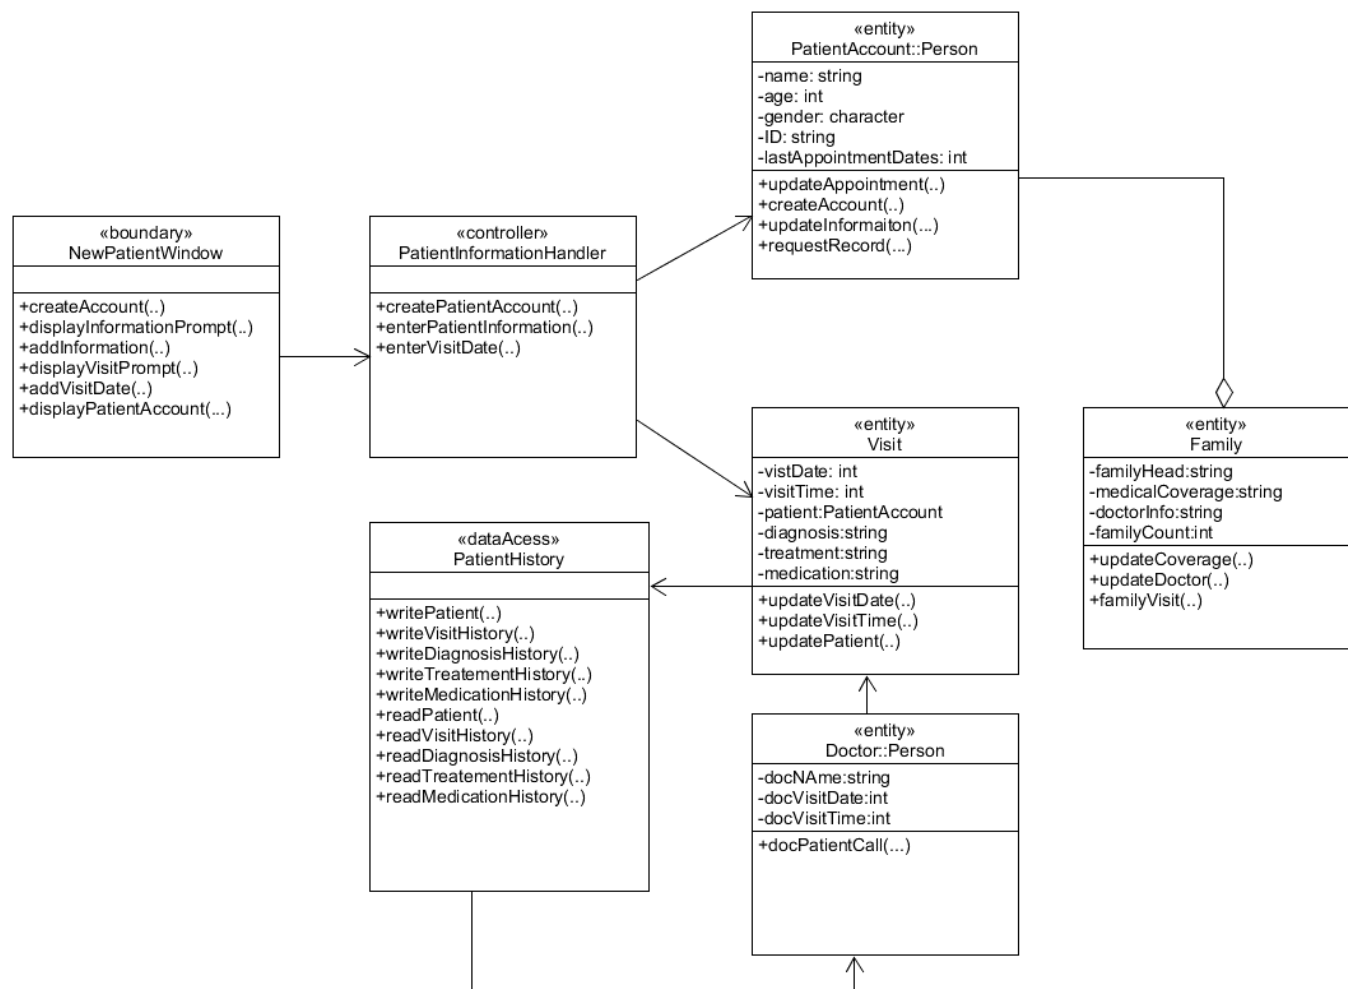 «entity»
PatientAccount::Person
-name: string
-age: int
-gender: character
-ID: string
-lastAppointmentDates: int
+updateAppointment(..)
+createAccount(..)
+updateInformaiton(...)
+requestRecord(...)
«boundary»
NewPatientWindow
+createAccount(..)
+displayInformationPrompt(..)
+addInformation(..)
+displayVisitPrompt(..)
+addVisitDate(..)
+displayPatientAccount(...)
«controller»
PatientInformationHandler
+createPatientAccount(..)
+enterPatientInformation(..)
+enterVisitDate(..)
«entity»
Visit
-vistDate: int
-visitTime: int
-patient:PatientAccount
-diagnosis:string
-treatment:string
-medication:string
+updateVisitDate(..)
+updateVisitTime(..)
+updatePatient(..)
«entity»
Family
-familyHead:string
-medicalCoverage:string
-doctorInfo:string
-familyCount:int
+updateCoverage(..)
+updateDoctor(..)
+familyVisit(..)
«dataAcess»
PatientHistory
+writePatient(..)
+writeVisitHistory(..)
+writeDiagnosisHistory(..)
+writeTreatementHistory(..)
+writeMedicationHistory(..)
+readPatient(..)
+readVisitHistory(..)
+readDiagnosisHistory(..)
+readTreatementHistory(..)
+readMedicationHistory(..)
«entity»
Doctor::Person
-docNAme:string
-docVisitDate:int
-docVisitTime:int
+docPatientCall(...)